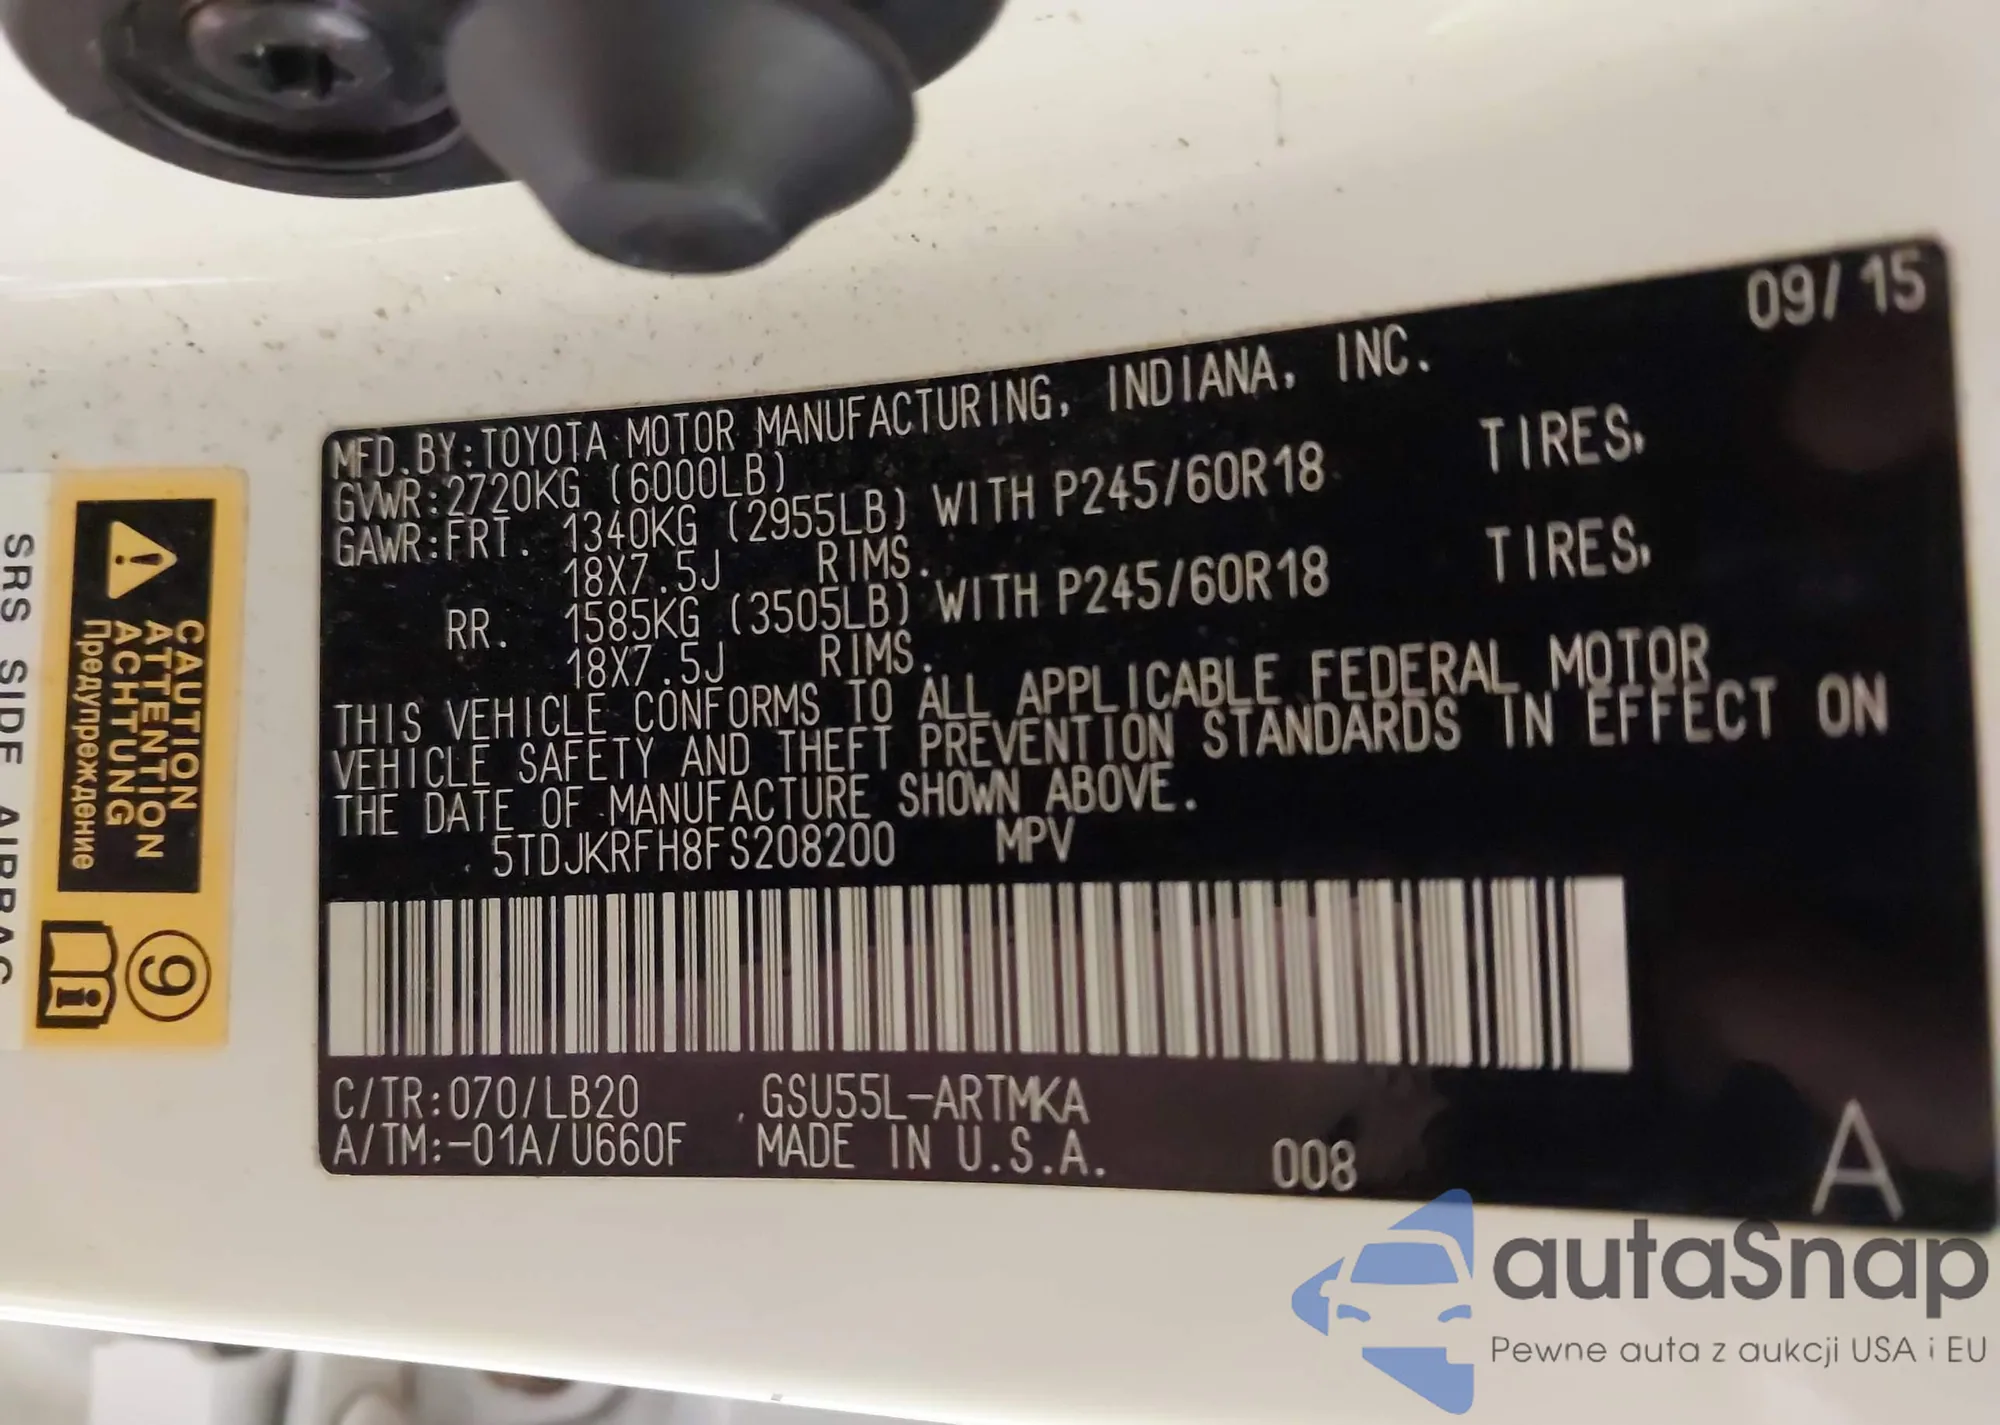 09/15
MFD.BY:TOYOTA MOTOR MANUFACTURING, INDIANA, INC.
GVWR:2720KG (6000LB)
GAWR:FRT. 1340KG (2955LB) WITH P245/60R18 TIRES,
18X7.5J RIMS.
RR. 1585KG (3505LB) WITH P245/60R18 TIRES,
18X7.5J RIMS.
THIS VEHICLE CONFORMS TO ALL APPLICABLE FEDERAL MOTOR
VEHICLE SAFETY AND THEFT PREVENTION STANDARDS IN EFFECT ON
THE DATE OF MANUFACTURE SHOWN ABOVE.
5TDJKRFH8FS208200 MPV
C/TR:070/LB20 GSU55L-ARTMKA
A/TM:-01A/U660F MADE IN U.S.A. 008 A
CAUTION
ATTENTION
ACHTUNG
Предупреждение
9
i
SRS SIDE AIRBAG
autaSnap
Pewne auta z aukcji USA i EU